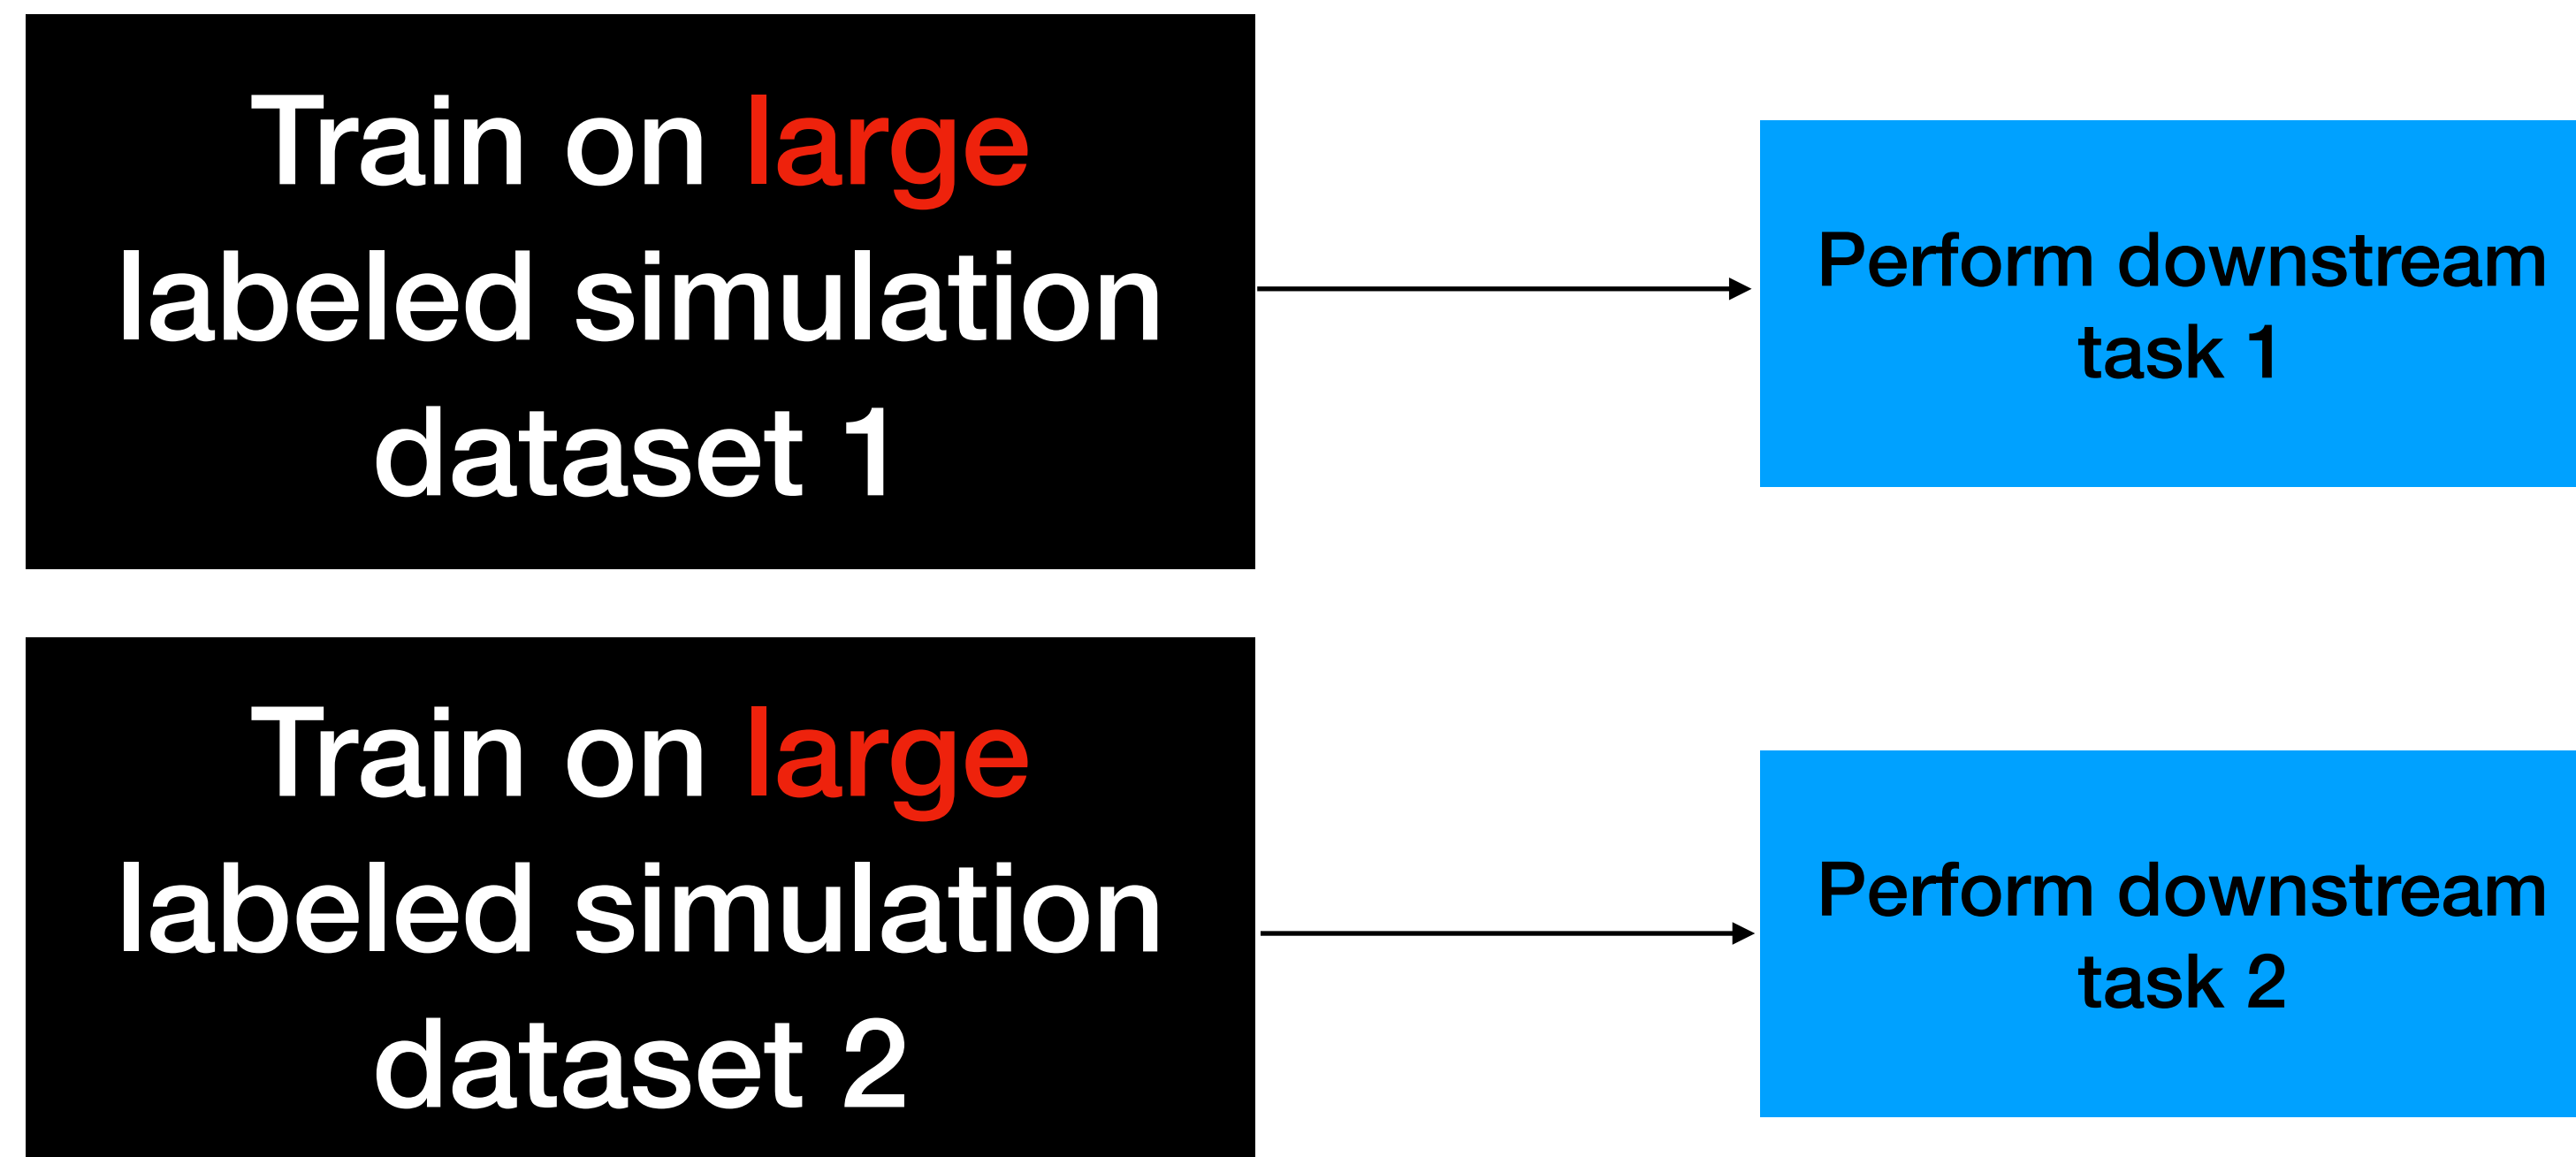 Train on large
labeled simulation
dataset 1
Perform downstream
task 1
Train on large
labeled simulation
dataset 2
Perform downstream
task 2